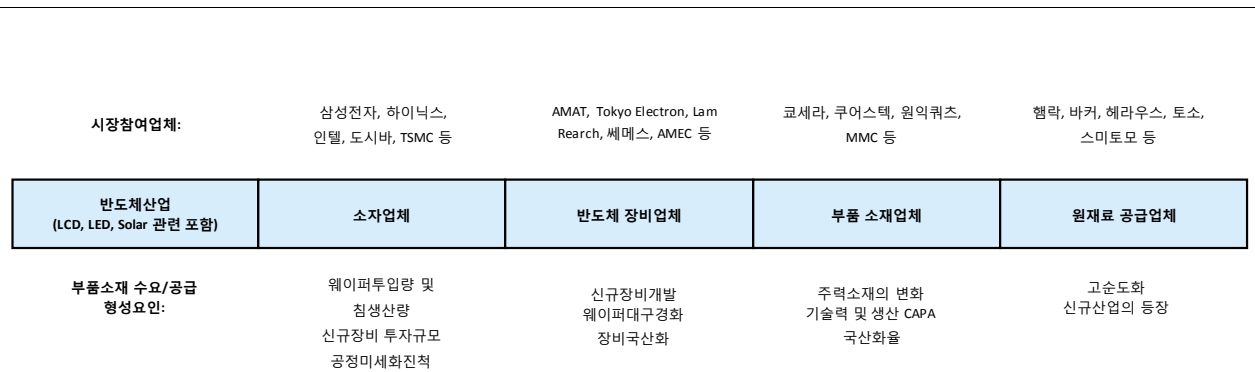 시장참여업체:
삼성전자, 하이닉스,
인텔, 도시바, TSMC 등
AMAT, Tokyo Electron, Lam
Rearch, 쎄메스, AMEC 등
쿄세라, 쿠어스텍, 원익쿼츠,
MMC 등
햄락, 바커, 헤라우스, 토소,
스미토모 등
반도체산업
(LCD, LED, Solar 관련 포함)
소자업체
반도체 장비업체
부품 소재업체
원재료 공급업체
부품소재 수요/공급
형성요인:
웨이퍼투입량 및
침생산량
신규장비 투자규모
공정미세화진척
신규장비개발
웨이퍼대구경화
장비국산화
주력소재의 변화
기술력 및 생산 CAPA
국산화율
고순도화
신규산업의 등장